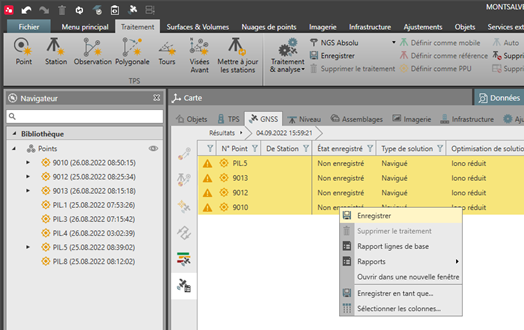 MONTSALV
Fichier Menu principal Traitement Surfaces & Volumes Nuages de points Imagerie Infrastructure Ajustements Objets Services ext
Point Station Observation Polygonale Tours Visées Avant Mettre à jour les stations
TPS
Traitement & analyse
NGS Absolu
Enregistrer
Supprimer le traitement
Définir comme mobile
Définir comme référence
Définir comme PPU
Auto
Supprim
Navigateur
Bibliothèque
Points
9010 (26.08.2022 08:50:15)
9012 (26.08.2022 08:25:34)
9013 (26.08.2022 08:15:18)
PIL.1 (25.08.2022 07:53:26)
PIL.3 (26.08.2022 07:15:42)
PIL.4 (26.08.2022 03:02:39)
PIL.5 (26.08.2022 08:39:02)
PIL.8 (25.08.2022 08:12:02)
Carte
Données
Objets TPS GNSS Niveau Assemblages Imagerie Infrastructure Aju
Résultats 04.09.2022 15:59:21
N° Point De Station État enregistré Type de solution Optimisation de solution
PIL.5 Non enregistré Navigué Iono réduit
9013 Non enregistré Navigué Iono réduit
9012 Non enregistré Navigué Iono réduit
9010 Non enregistré Navigué Iono réduit
Enregistrer
Supprimer le traitement
Rapport lignes de base
Rapports
Ouvrir dans une nouvelle fenêtre
Enregistrer en tant que...
Sélectionner les colonnes...